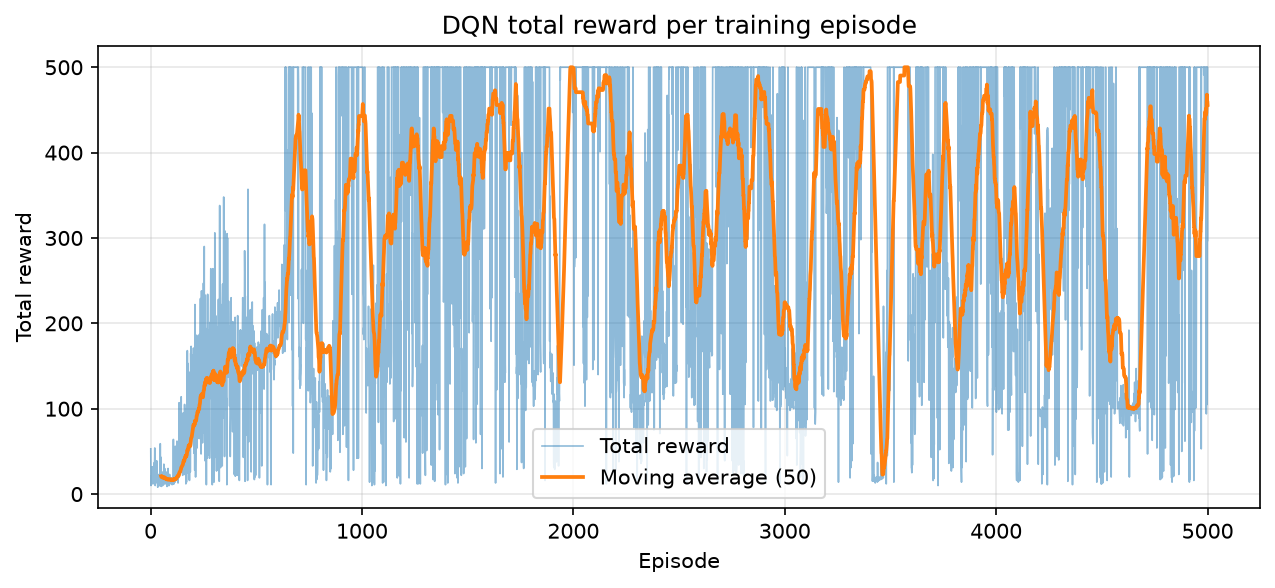 DQN total reward per training episode
Total reward
500
400
300
200
100
0
Total reward
Moving average (50)
0 1000 2000 3000 4000 5000
Episode